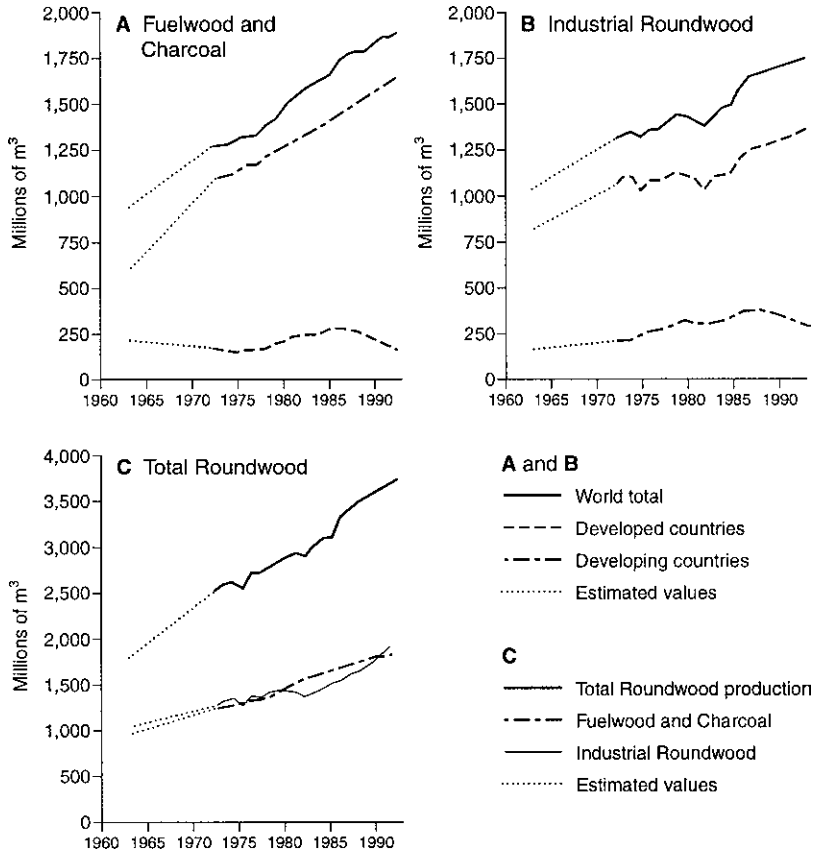 A Fuelwood and
Charcoal
Millions of m³
2,000
1,750
1,500
1,250
1,000
750
500
250
0
1960 1965 1970 1975 1980 1985 1990
B Industrial Roundwood
Millions of m³
2,000
1,750
1,500
1,250
1,000
750
500
250
0
1960 1965 1970 1975 1980 1985 1990
C Total Roundwood
Millions of m³
4,000
3,500
3,000
2,500
2,000
1,500
1,000
500
0
1960 1965 1970 1975 1980 1985 1990
A and B
World total
Developed countries
Developing countries
Estimated values
C
Total Roundwood production
Fuelwood and Charcoal
Industrial Roundwood
Estimated values